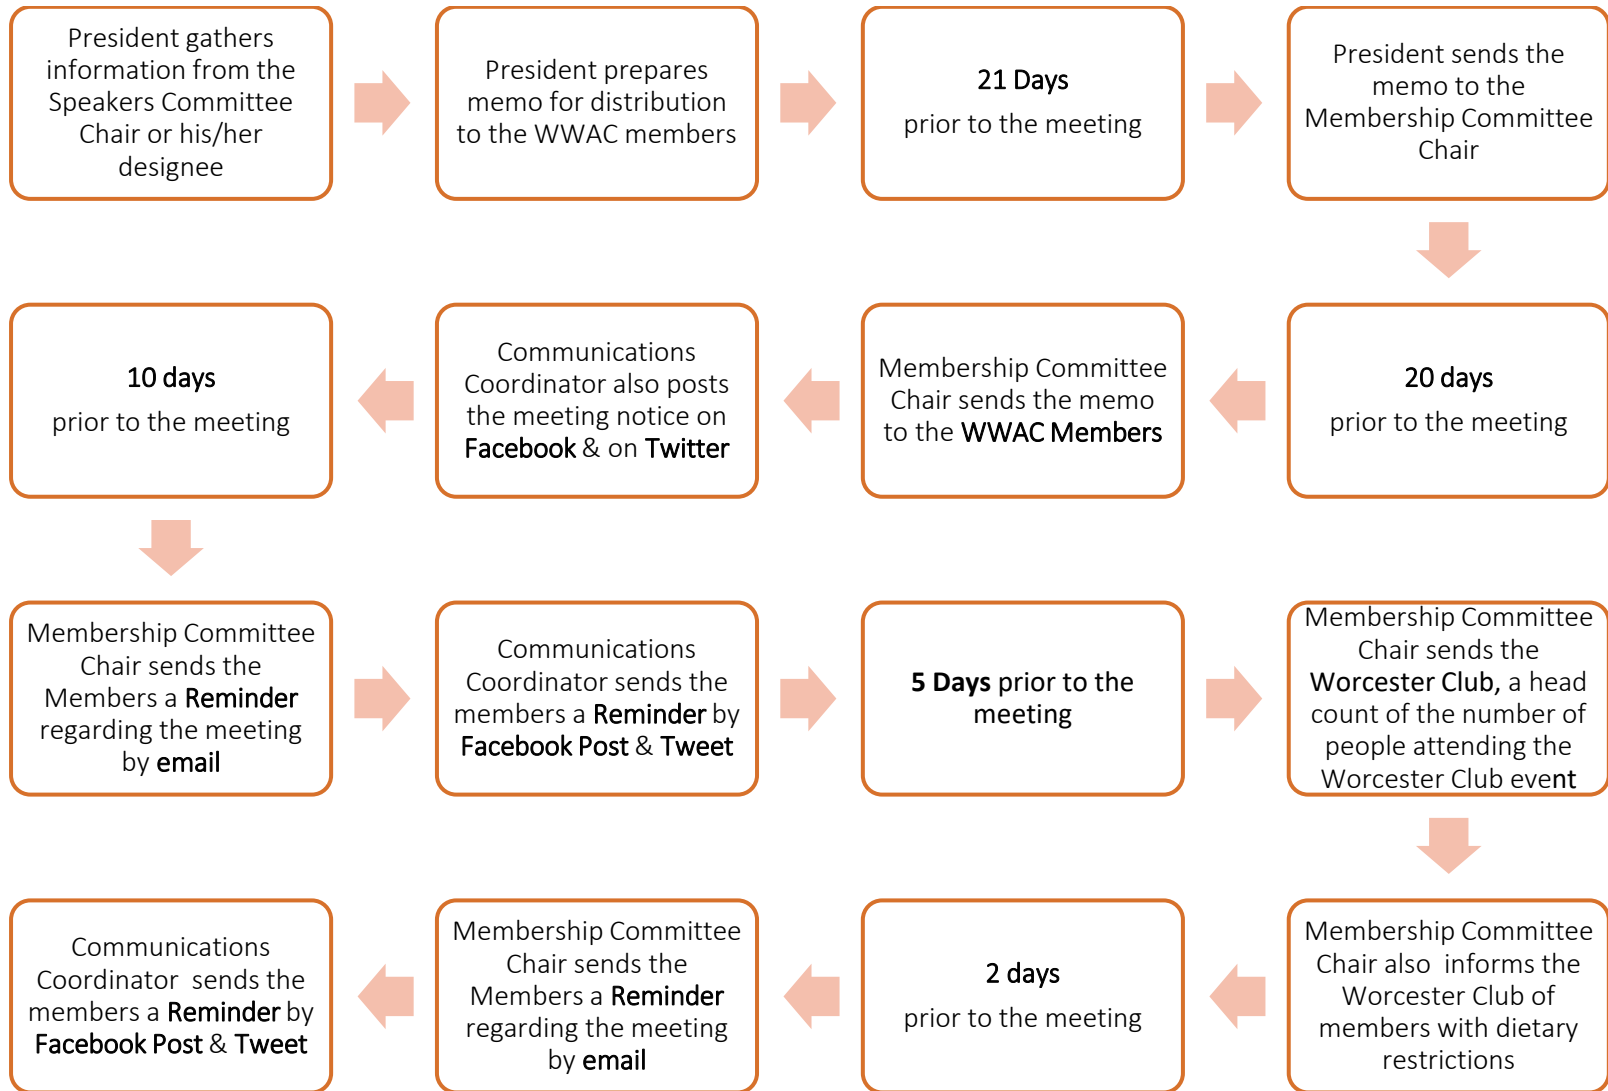 President gathers
information from the
Speakers Committee
Chair or his/her
designee
President prepares
memo for distribution
to the WWAC members
21 Days
prior to the meeting
President sends the
memo to the
Membership Committee
Chair
20 days
prior to the meeting
Membership Committee
Chair sends the memo
to the WWAC Members
Communications
Coordinator also posts
the meeting notice on
Facebook & on Twitter
10 days
prior to the meeting
Membership Committee
Chair sends the
Members a Reminder
regarding the meeting
by email
Communications
Coordinator sends the
members a Reminder by
Facebook Post & Tweet
5 Days prior to the
meeting
Membership Committee
Chair sends the
Worcester Club, a head
count of the number of
people attending the
Worcester Club event
Membership Committee
Chair also  informs the
Worcester Club of
members with dietary
restrictions
2 days
prior to the meeting
Membership Committee
Chair sends the
Members a Reminder
regarding the meeting
by email
Communications
Coordinator  sends the
members a Reminder by
Facebook Post & Tweet